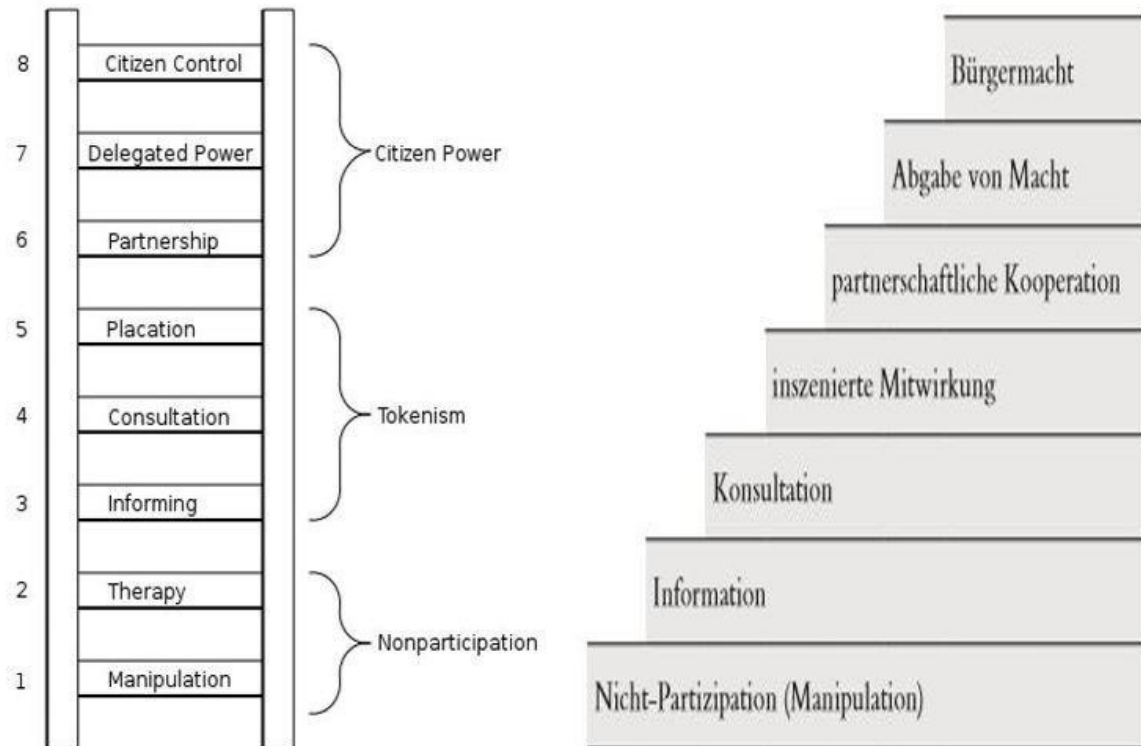 8
Citizen Control
7
Delegated Power
Citizen Power
6
Partnership
5
Placation
4
Consultation
Tokenism
3
Informing
2
Therapy
Nonparticipation
1
Manipulation
Bürgermacht
Abgabe von Macht
partnerschaftliche Kooperation
inszenierte Mitwirkung
Konsultation
Information
Nicht-Partizipation (Manipulation)